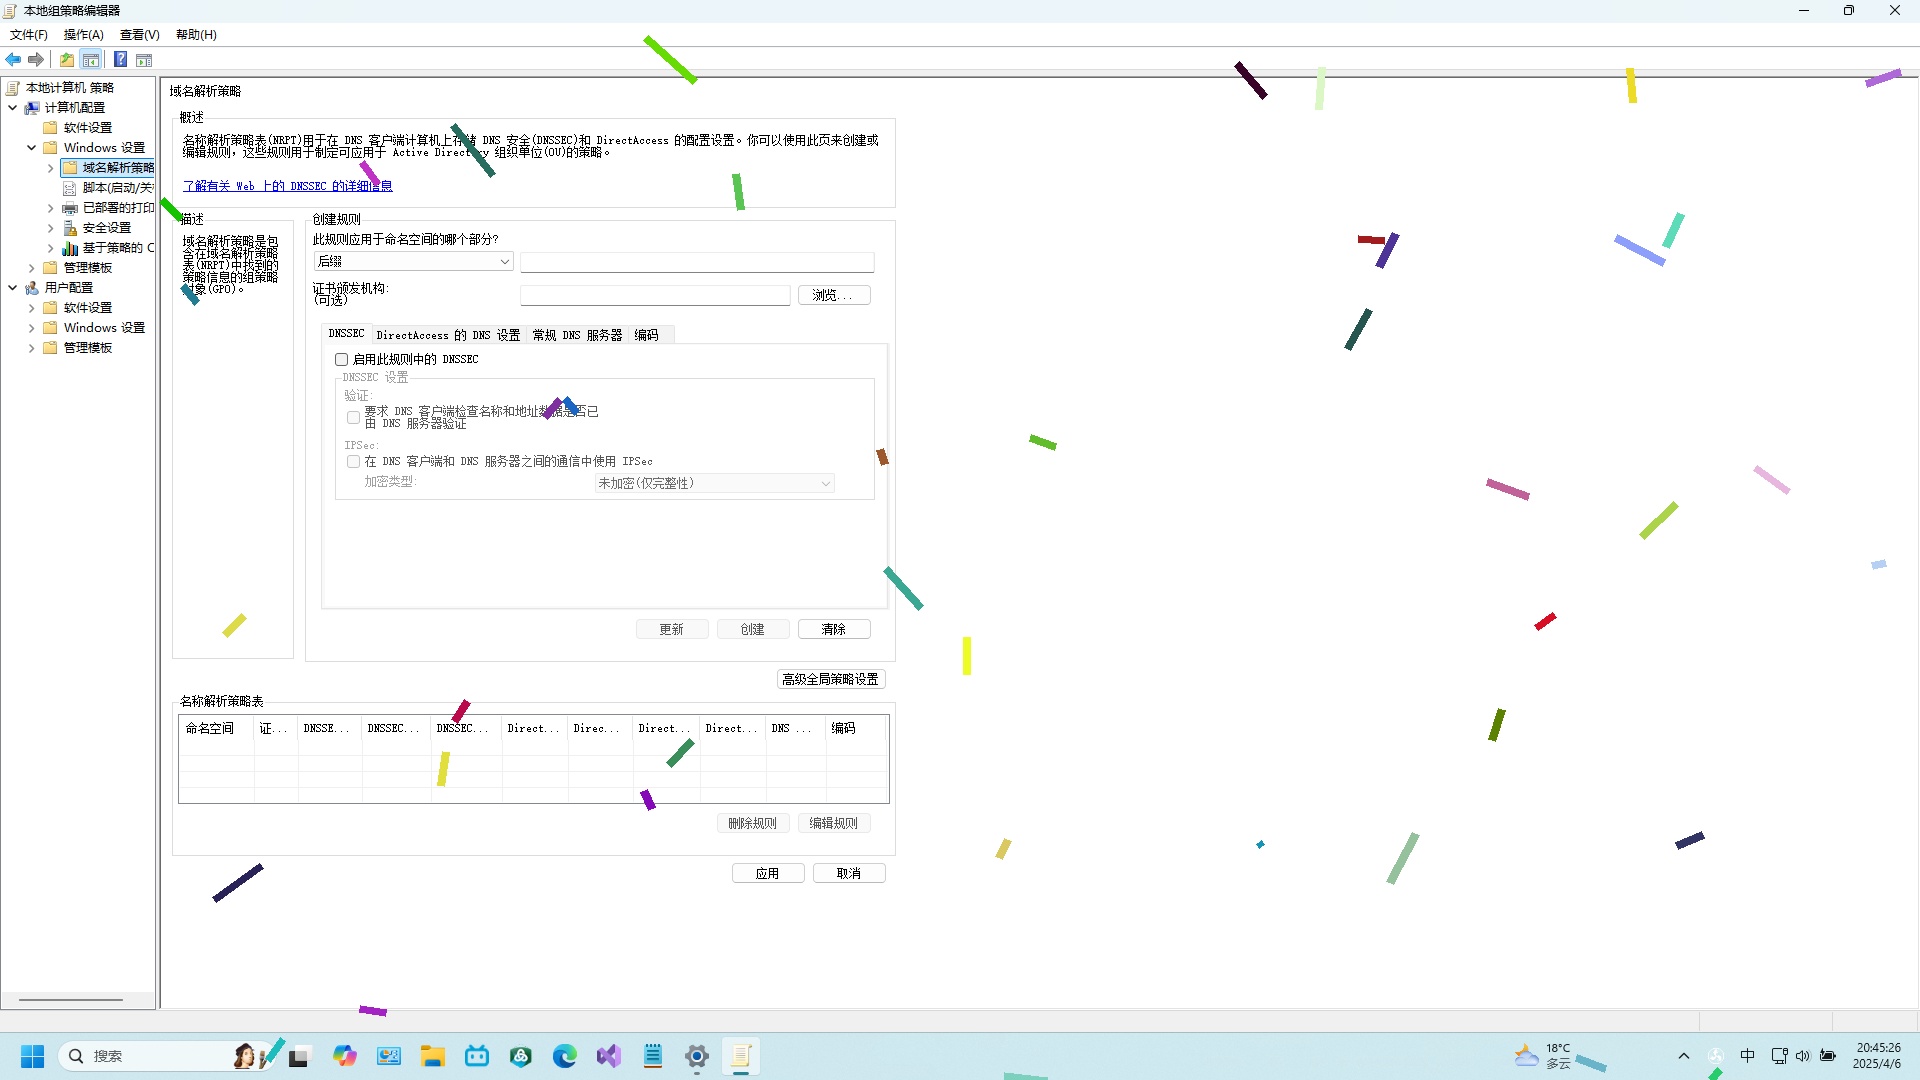 本地组策略编辑器
文件(F) 操作(A) 查看(V) 帮助(H)
本地计算机 策略
计算机配置
软件设置
Windows 设置
域名解析策略
脚本(启动/关
已部署的打印
安全设置
基于策略的
管理模板
用户配置
软件设置
Windows 设置
管理模板
域名解析策略
概述
名称解析策略表(NRPT)用于在 DNS 客户端计算机上存储 DNS 安全(DNSSEC)和 DirectAccess 的配置设置。你可以使用此页来创建或
编辑规则，这些规则用于制定可应用于 Active Directory 组织单位(OU)的策略。
了解有关 Web 上的 DNSSEC 的详细信息
描述
域名解析策略是包
含在域名解析策略
表(NRPT)中找到的
策略信息的组策略
对象(GPO)。
创建规则
此规则应用于命名空间的哪个部分?
后缀
证书颁发机构:
(可选)
浏览...
DNSSEC DirectAccess 的 DNS 设置 常规 DNS 服务器 编码
启用此规则中的 DNSSEC
DNSSEC 设置
验证:
要求 DNS 客户端检查名称和地址数据是否已
由 DNS 服务器验证
IPSec:
在 DNS 客户端和 DNS 服务器之间的通信中使用 IPSec
加密类型: 未加密(仅完整性)
更新 创建 清除
高级全局策略设置
名称解析策略表
命名空间 证... DNSSE... DNSSEC... DNSSEC... Direct... Direc... Direct... Direct... DNS ... 编码
删除规则 编辑规则
应用 取消
搜索
18°C
多云
中
20:45:26
2025/4/6